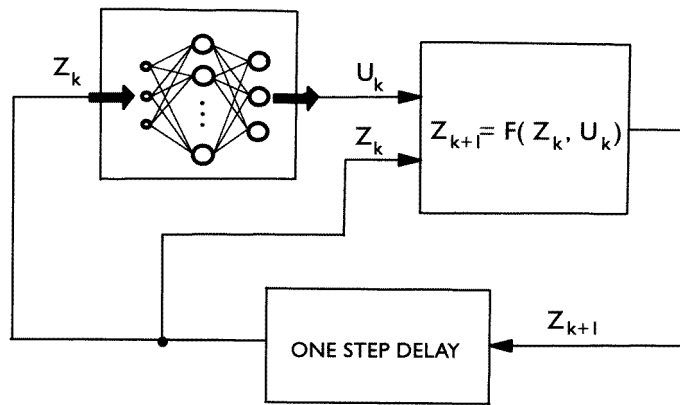 Z_k
U_k
Z_k
Z_{k+1} = F( Z_k, U_k )
Z_{k+1}
ONE STEP DELAY